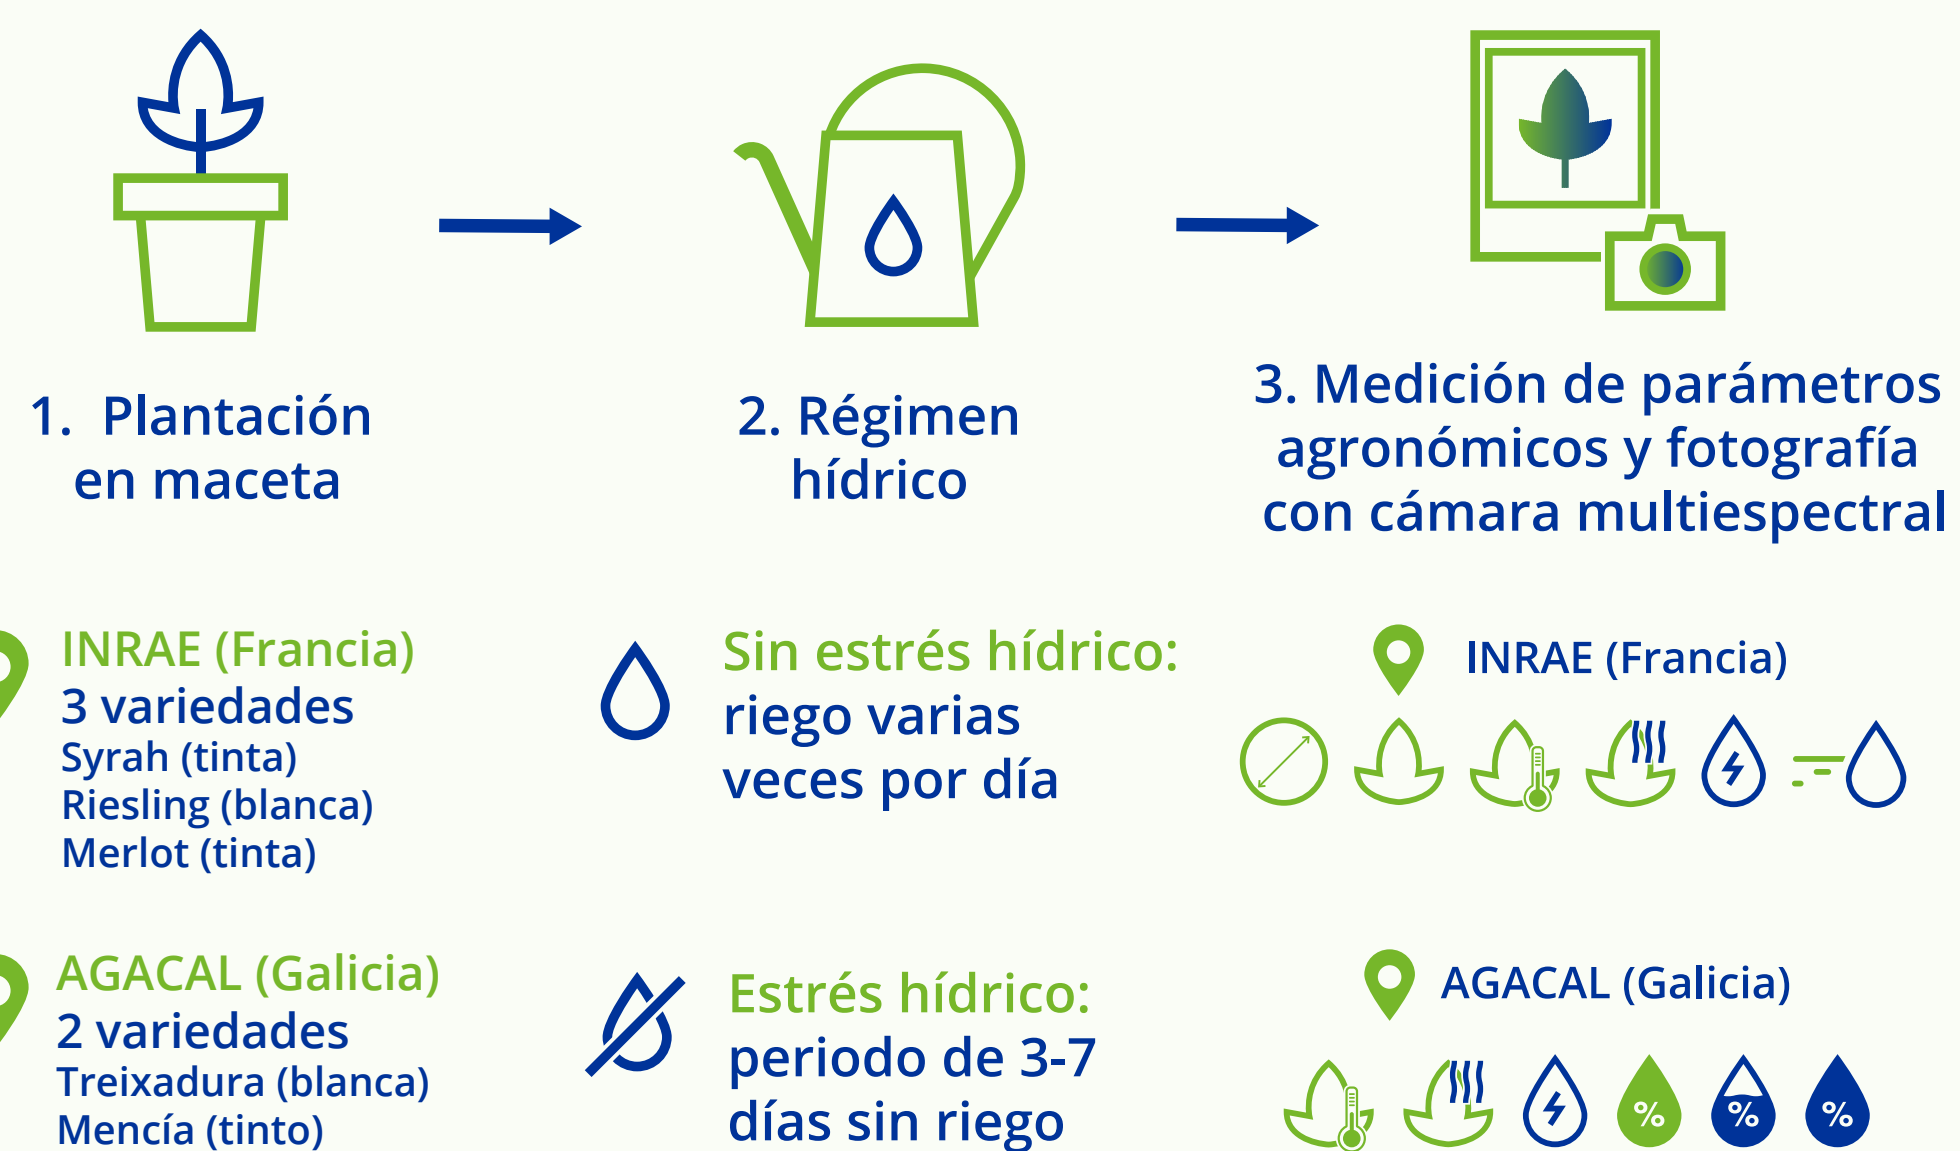 1. Plantación
en maceta
2. Régimen
hídrico
3. Medición de parámetros
agronómicos y fotografía
con cámara multiespectral
INRAE (Francia)
3 variedades
Syrah (tinta)
Riesling (blanca)
Merlot (tinta)
Sin estrés hídrico:
riego varias
veces por día
INRAE (Francia)
AGACAL (Galicia)
2 variedades
Treixadura (blanca)
Mencía (tinto)
Estrés hídrico:
periodo de 3-7
días sin riego
AGACAL (Galicia)
% % %